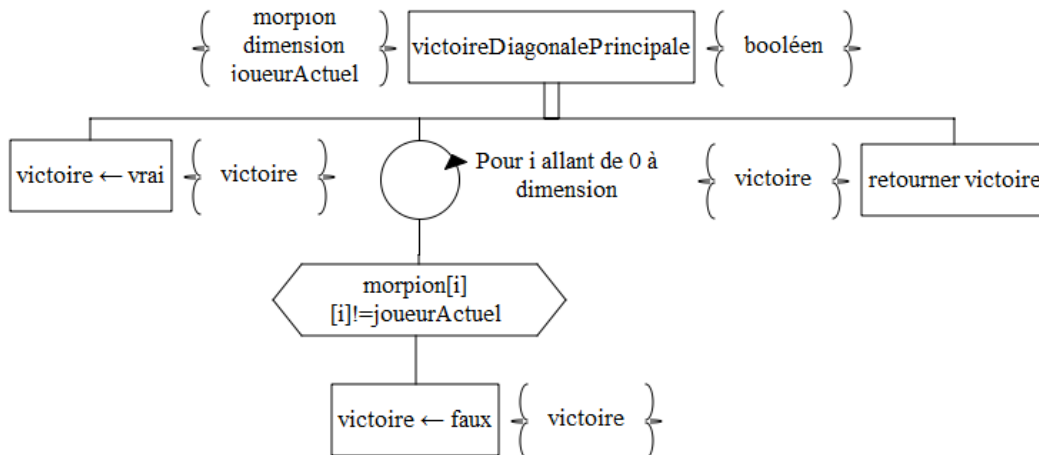 morpion
dimension
joueurActuel
victoireDiagonalePrincipale
booléen
victoire ← vrai
victoire
Pour i allant de 0 à
dimension
victoire
retourner victoire
morpion[i]
[i]!=joueurActuel
victoire ← faux
victoire